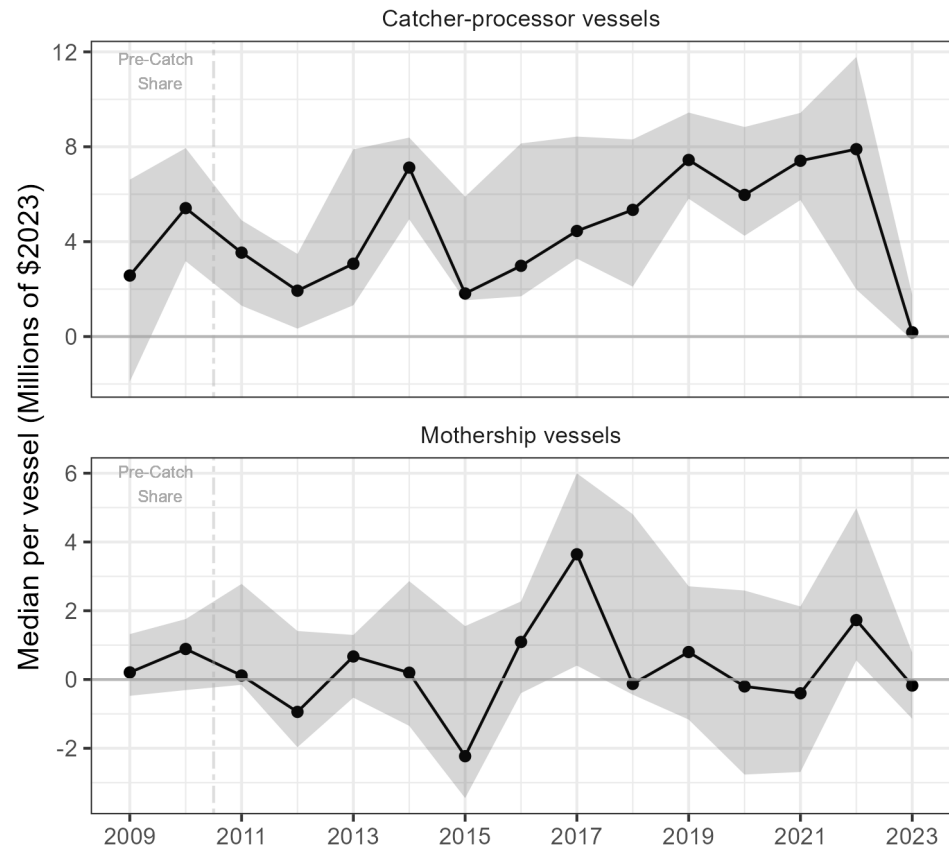 Catcher-processor vessels
Pre-Catch
Share
12
8
4
0
Median per vessel (Millions of $2023)
Mothership vessels
Pre-Catch
Share
6
4
2
0
-2
2009 2011 2013 2015 2017 2019 2021 2023